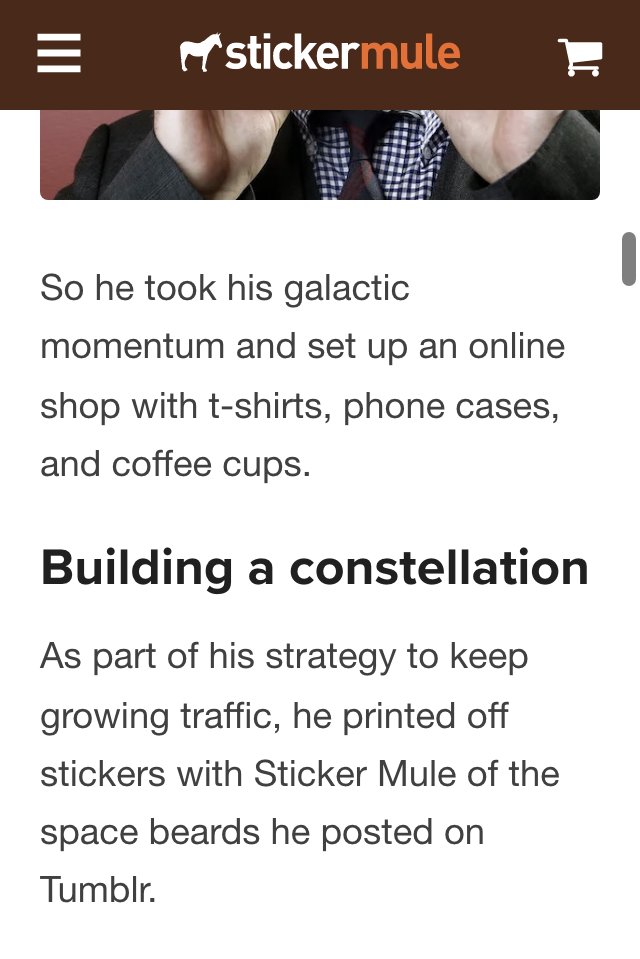 stickermule
So he took his galactic
momentum and set up an online
shop with t-shirts, phone cases,
and coffee cups.
Building a constellation
As part of his strategy to keep
growing traffic, he printed off
stickers with Sticker Mule of the
space beards he posted on
Tumblr.